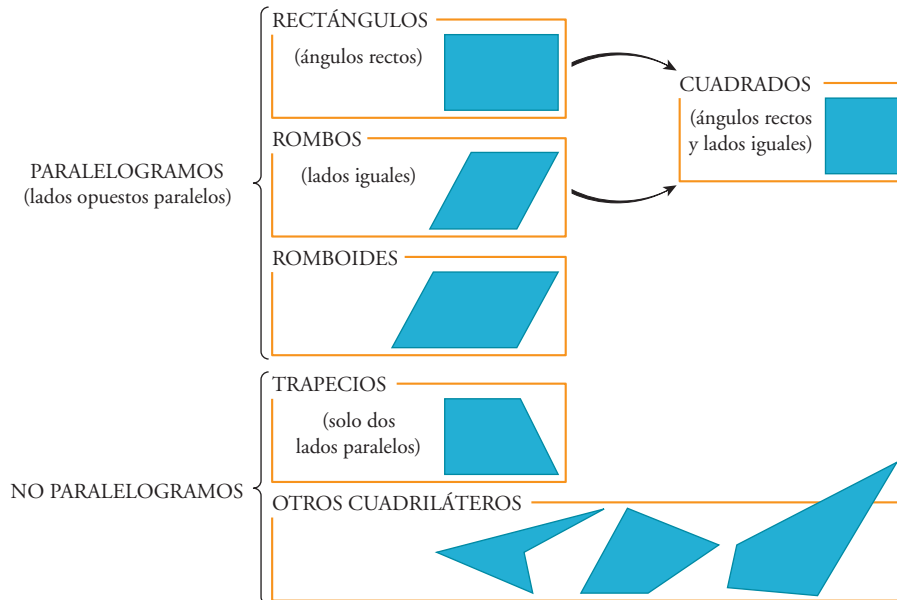 PARALELOGRAMOS
(lados opuestos paralelos)
RECTÁNGULOS
(ángulos rectos)
ROMBOS
(lados iguales)
ROMBOIDES
CUADRADOS
(ángulos rectos
y lados iguales)
NO PARALELOGRAMOS
TRAPECIOS
(solo dos
lados paralelos)
OTROS CUADRILÁTEROS